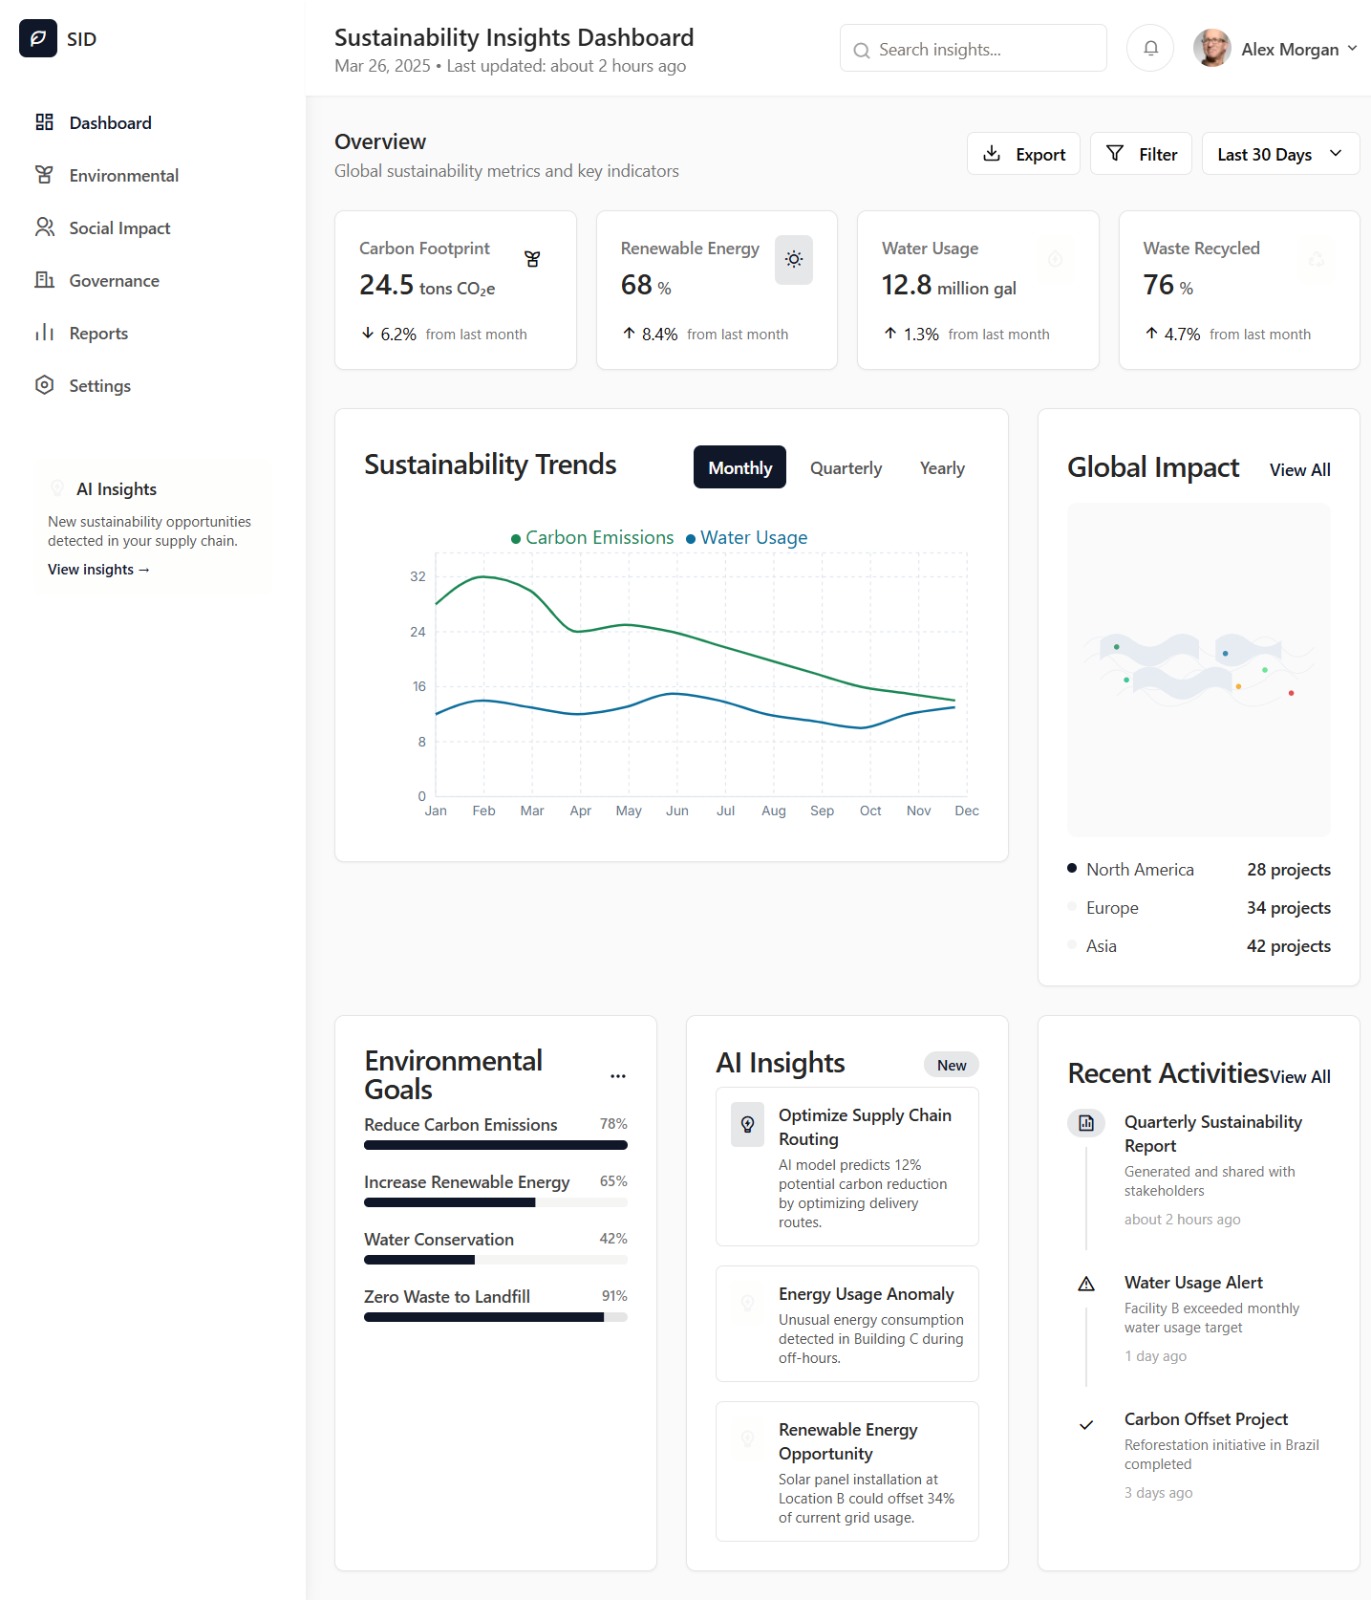 SID
Dashboard
Environmental
Social Impact
Governance
Reports
Settings
AI Insights
New sustainability opportunities
detected in your supply chain.
View insights →
Sustainability Insights Dashboard
Mar 26, 2025 • Last updated: about 2 hours ago
Search insights...
Alex Morgan
Overview
Global sustainability metrics and key indicators
Export
Filter
Last 30 Days
Carbon Footprint
24.5 tons CO₂e
↓ 6.2% from last month
Renewable Energy
68 %
↑ 8.4% from last month
Water Usage
12.8 million gal
↑ 1.3% from last month
Waste Recycled
76 %
↑ 4.7% from last month
Sustainability Trends
Monthly
Quarterly
Yearly
Carbon Emissions
Water Usage
32
24
16
8
0
Jan Feb Mar Apr May Jun Jul Aug Sep Oct Nov Dec
Global Impact
View All
North America 28 projects
Europe 34 projects
Asia 42 projects
Environmental
Goals
...
Reduce Carbon Emissions 78%
Increase Renewable Energy 65%
Water Conservation 42%
Zero Waste to Landfill 91%
AI Insights
New
Optimize Supply Chain
Routing
AI model predicts 12%
potential carbon reduction
by optimizing delivery
routes.
Energy Usage Anomaly
Unusual energy consumption
detected in Building C during
off-hours.
Renewable Energy
Opportunity
Solar panel installation at
Location B could offset 34%
of current grid usage.
Recent Activities
View All
Quarterly Sustainability
Report
Generated and shared with
stakeholders
about 2 hours ago
Water Usage Alert
Facility B exceeded monthly
water usage target
1 day ago
Carbon Offset Project
Reforestation initiative in Brazil
completed
3 days ago